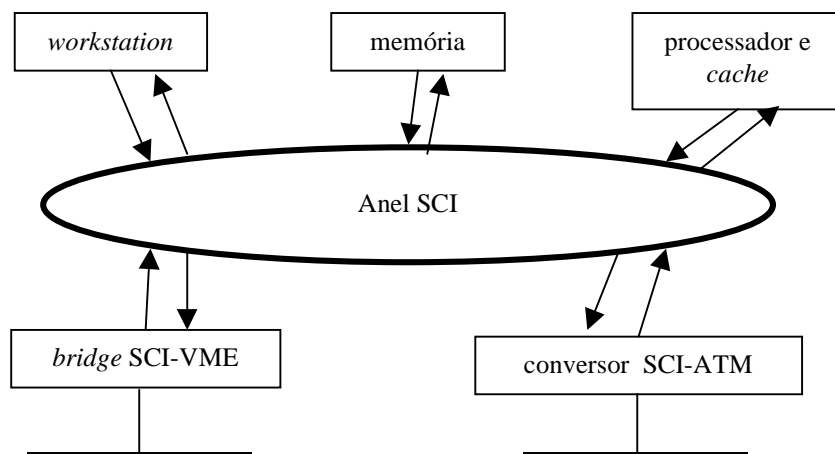 workstation
memória
processador e
cache
Anel SCI
bridge SCI-VME
conversor SCI-ATM